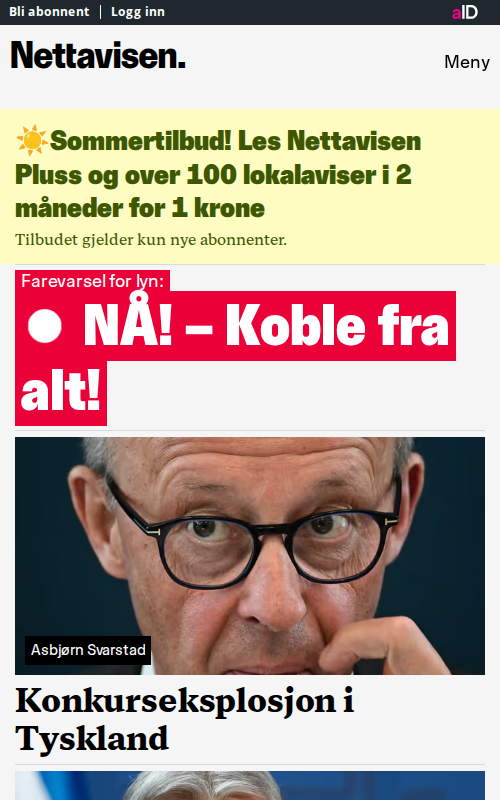 Bli abonnent
Logg inn
aID
Nettavisen.
Meny
Sommertilbud! Les Nettavisen
Pluss og over 100 lokalaviser i 2
måneder for 1 krone
Tilbudet gjelder kun nye abonnenter.
Farevarsel for lyn:
NÅ! – Koble fra
alt!
Asbjørn Svarstad
Konkurseksplosjon i
Tyskland